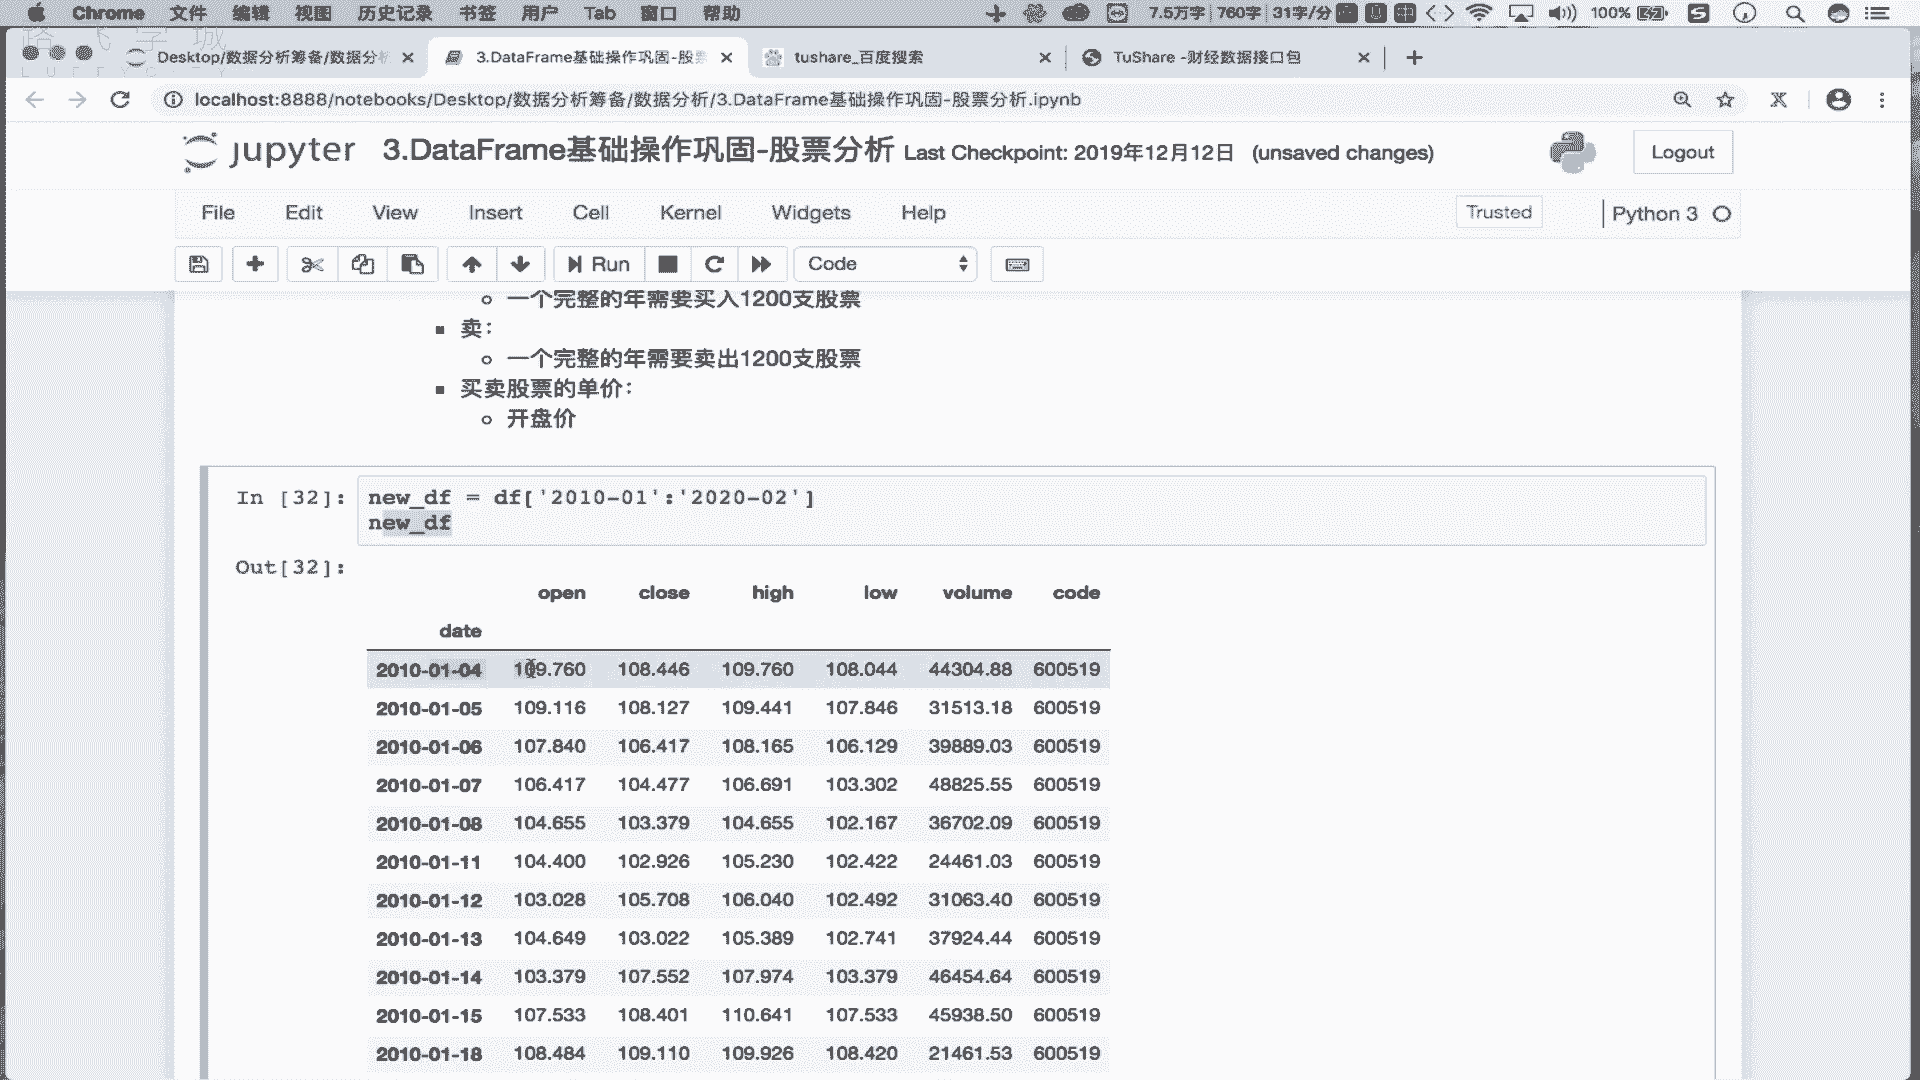 Chrome 文件 编辑 视图 历史记录 书签 用户 Tab 窗口 帮助 7.5万字 760字 31字/分 100%
Desktop/数据分析筹备/数据分析 3.DataFrame基础操作巩固-股票 tushare_百度搜索 TuShare -财经数据接口包
localhost:8888/notebooks/Desktop/数据分析筹备/数据分析/3.DataFrame基础操作巩固-股票分析.ipynb
jupyter 3.DataFrame基础操作巩固-股票分析 Last Checkpoint: 2019年12月12日 (unsaved changes) Logout
File Edit View Insert Cell Kernel Widgets Help Trusted Python 3
Run Code
一个完整的年需要买入1200支股票
卖：
一个完整的年需要卖出1200支股票
买卖股票的单价：
开盘价
In [32]: new_df = df['2010-01':'2020-02']
new_df
Out[32]:
open close high low volume code
date
2010-01-04 109.760 108.446 109.760 108.044 44304.88 600519
2010-01-05 109.116 108.127 109.441 107.846 31513.18 600519
2010-01-06 107.840 106.417 108.165 106.129 39889.03 600519
2010-01-07 106.417 104.477 106.691 103.302 48825.55 600519
2010-01-08 104.655 103.379 104.655 102.167 36702.09 600519
2010-01-11 104.400 102.926 105.230 102.422 24461.03 600519
2010-01-12 103.028 105.708 106.040 102.492 31063.40 600519
2010-01-13 104.649 103.022 105.389 102.741 37924.44 600519
2010-01-14 103.379 107.552 107.974 103.379 46454.64 600519
2010-01-15 107.533 108.401 110.641 107.533 45938.50 600519
2010-01-18 108.484 109.110 109.926 108.420 21461.53 600519